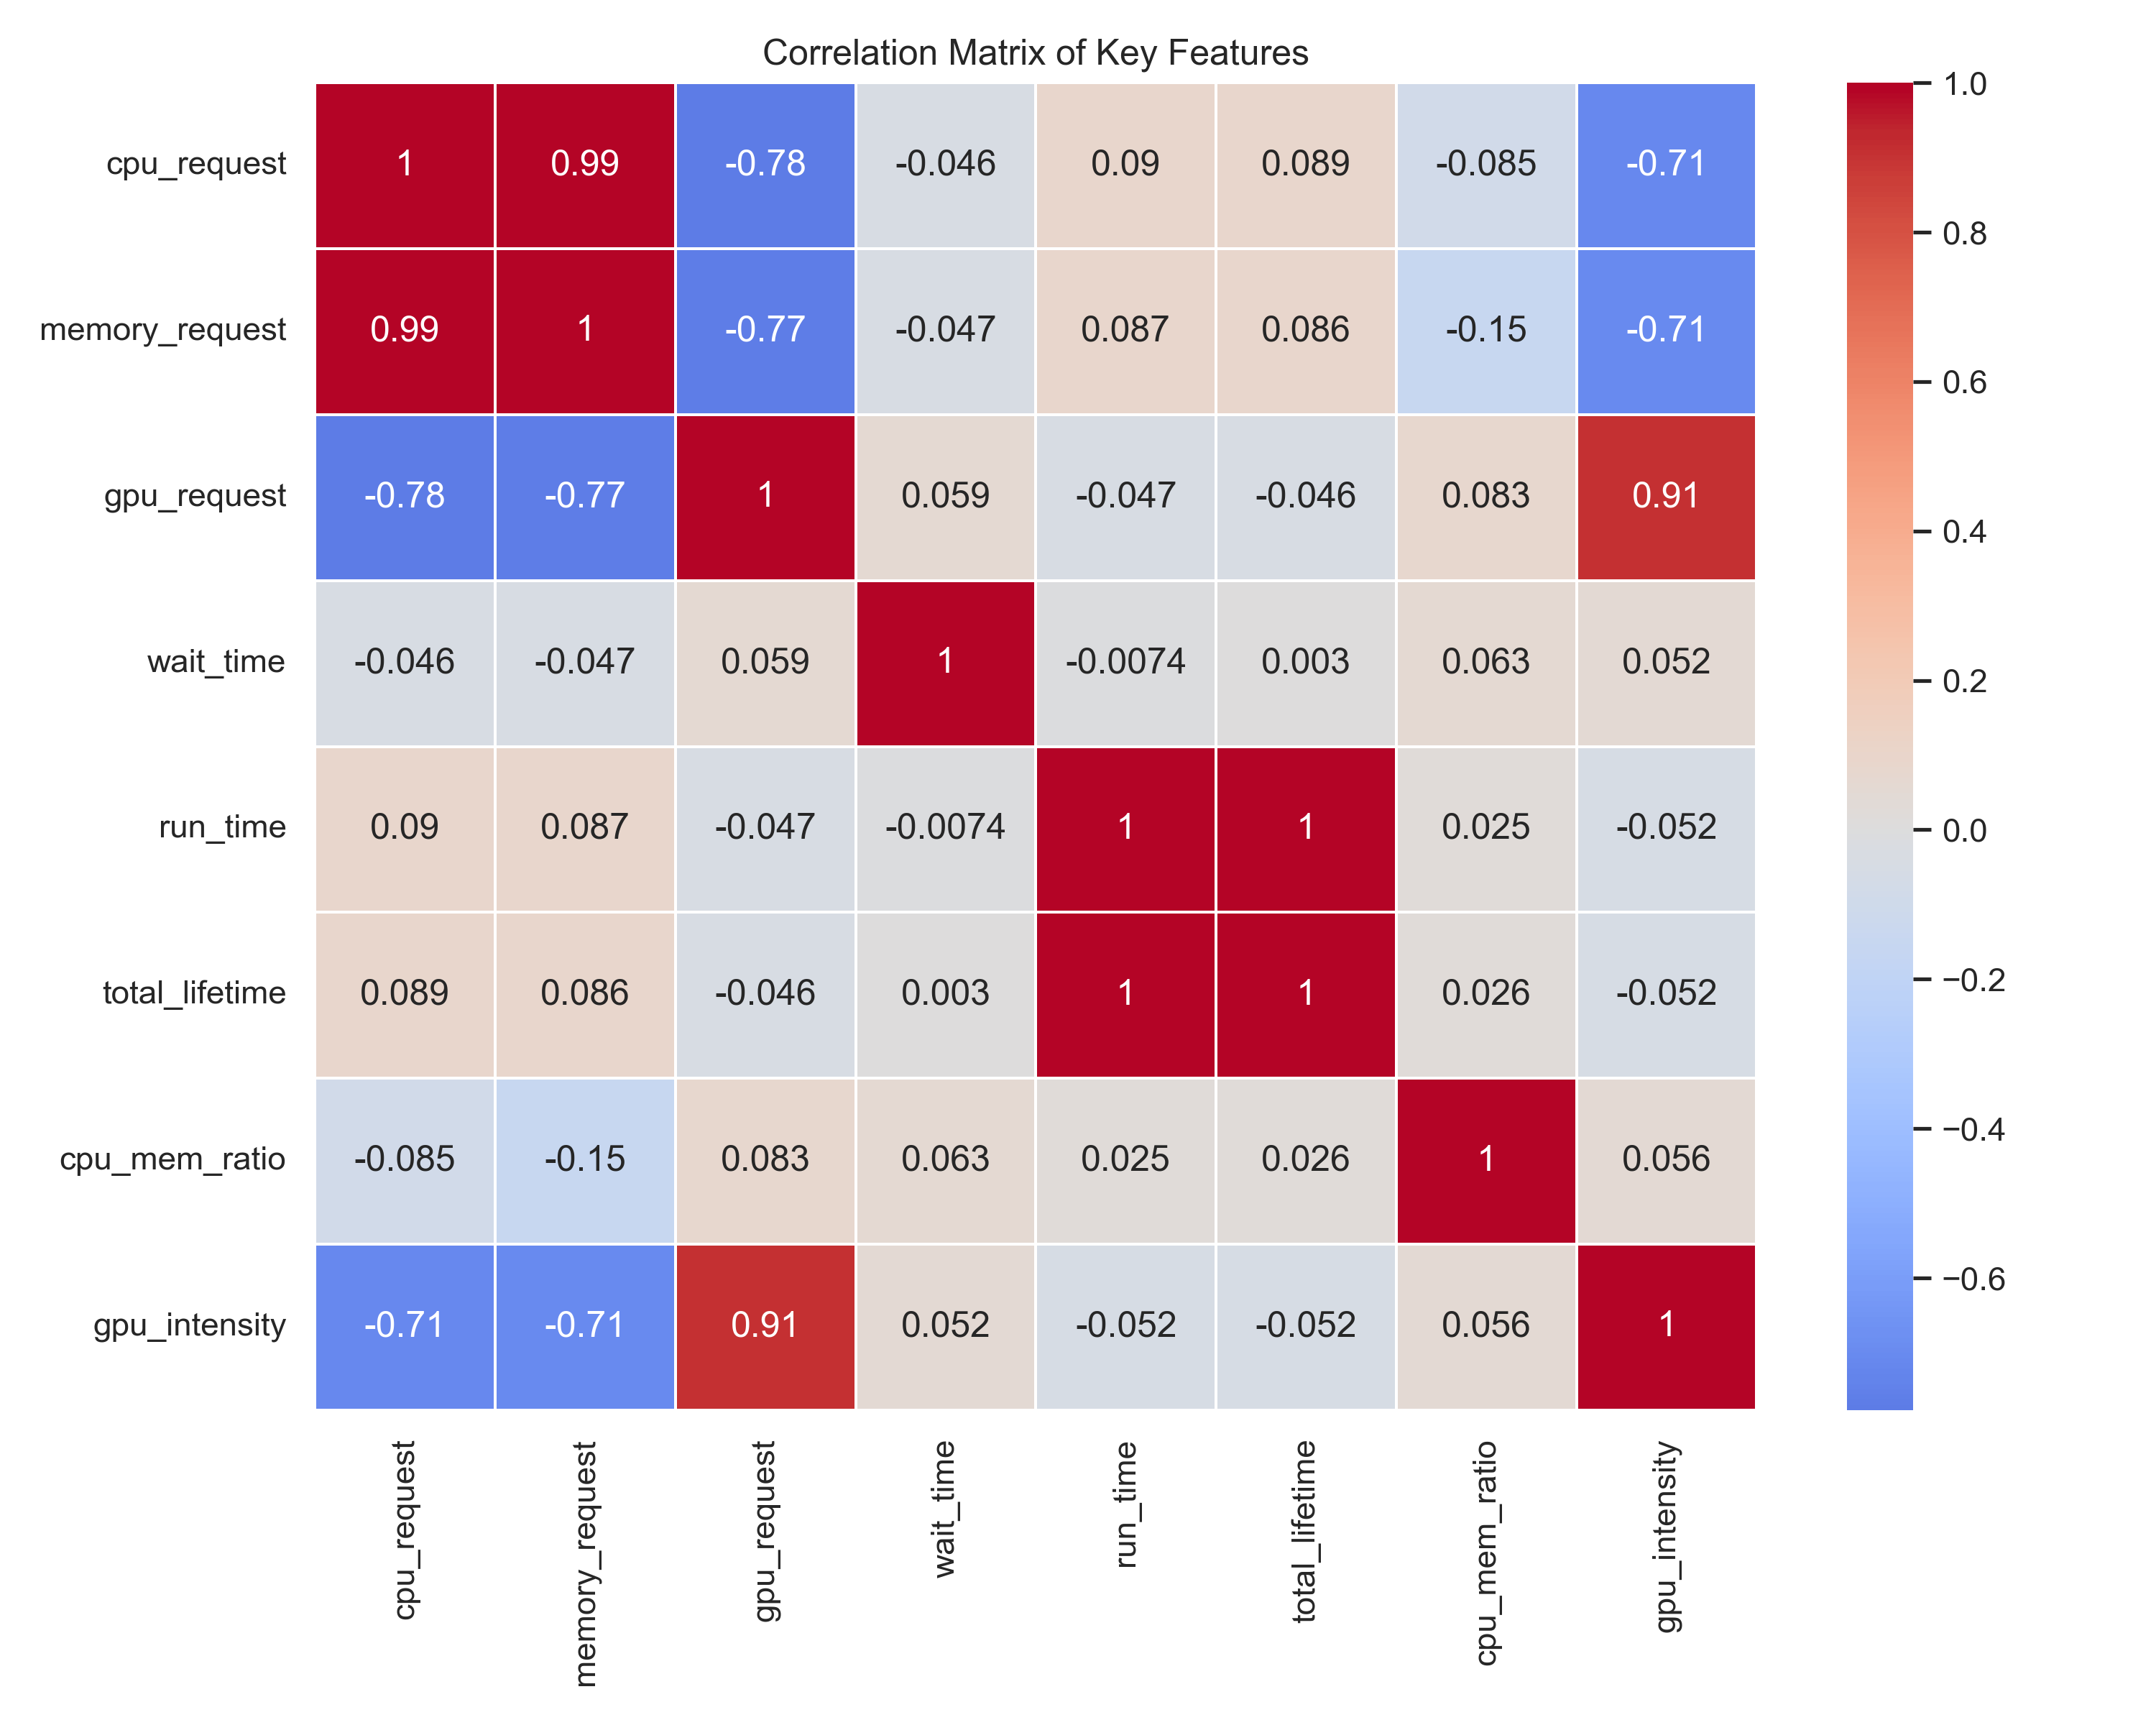 Correlation Matrix of Key Features
cpu_request 1 0.99 -0.78 -0.046 0.09 0.089 -0.085 -0.71
memory_request 0.99 1 -0.77 -0.047 0.087 0.086 -0.15 -0.71
gpu_request -0.78 -0.77 1 0.059 -0.047 -0.046 0.083 0.91
wait_time -0.046 -0.047 0.059 1 -0.0074 0.003 0.063 0.052
run_time 0.09 0.087 -0.047 -0.0074 1 1 0.025 -0.052
total_lifetime 0.089 0.086 -0.046 0.003 1 1 0.026 -0.052
cpu_mem_ratio -0.085 -0.15 0.083 0.063 0.025 0.026 1 0.056
gpu_intensity -0.71 -0.71 0.91 0.052 -0.052 -0.052 0.056 1
cpu_request
memory_request
gpu_request
wait_time
run_time
total_lifetime
cpu_mem_ratio
gpu_intensity
1.0
0.8
0.6
0.4
0.2
0.0
−0.2
−0.4
−0.6